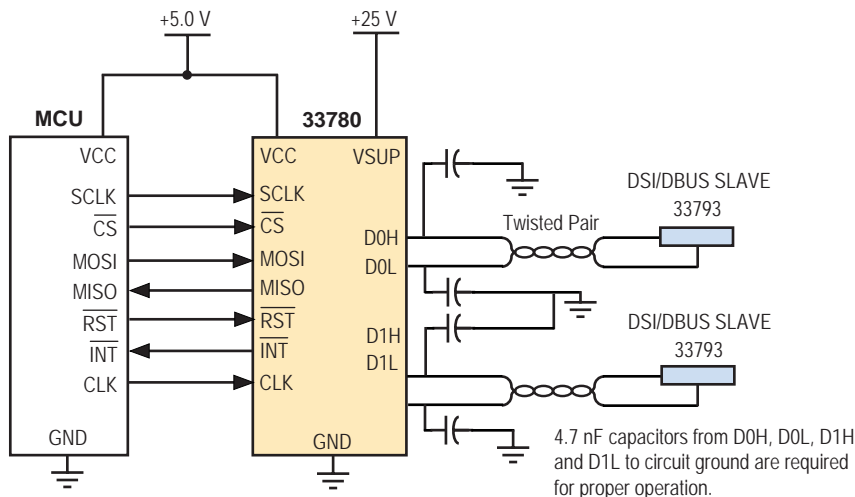 +5.0 V
+25 V
MCU
33780
VCC
VCC
VSUP
SCLK
SCLK
CS
CS
MOSI
MOSI
MISO
MISO
RST
RST
INT
INT
CLK
CLK
GND
GND
D0H
D0L
D1H
D1L
Twisted Pair
DSI/DBUS SLAVE
33793
DSI/DBUS SLAVE
33793
4.7 nF capacitors from D0H, D0L, D1H
and D1L to circuit ground are required
for proper operation.